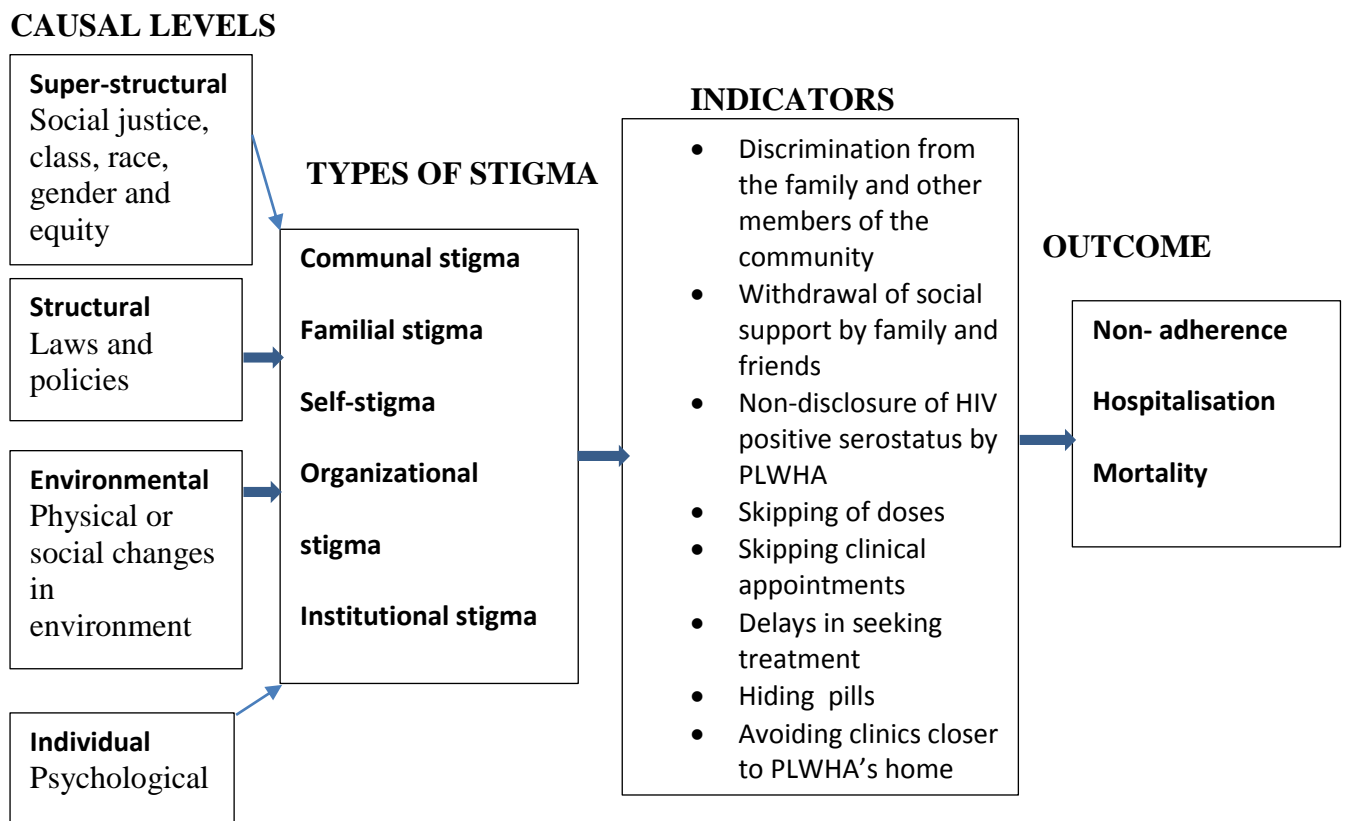 CAUSAL LEVELS
Super-structural
Social justice,
class, race,
gender and
equity
Structural
Laws and
policies
Environmental
Physical or
social changes
in
environment
Individual
Psychological
TYPES OF STIGMA
Communal stigma
Familial stigma
Self-stigma
Organizational
stigma
Institutional stigma
INDICATORS
• Discrimination from
the family and other
members of the
community
• Withdrawal of social
support by family and
friends
• Non-disclosure of HIV
positive serostatus by
PLWHA
• Skipping of doses
• Skipping clinical
appointments
• Delays in seeking
treatment
• Hiding pills
• Avoiding clinics closer
to PLWHA’s home
OUTCOME
Non- adherence
Hospitalisation
Mortality